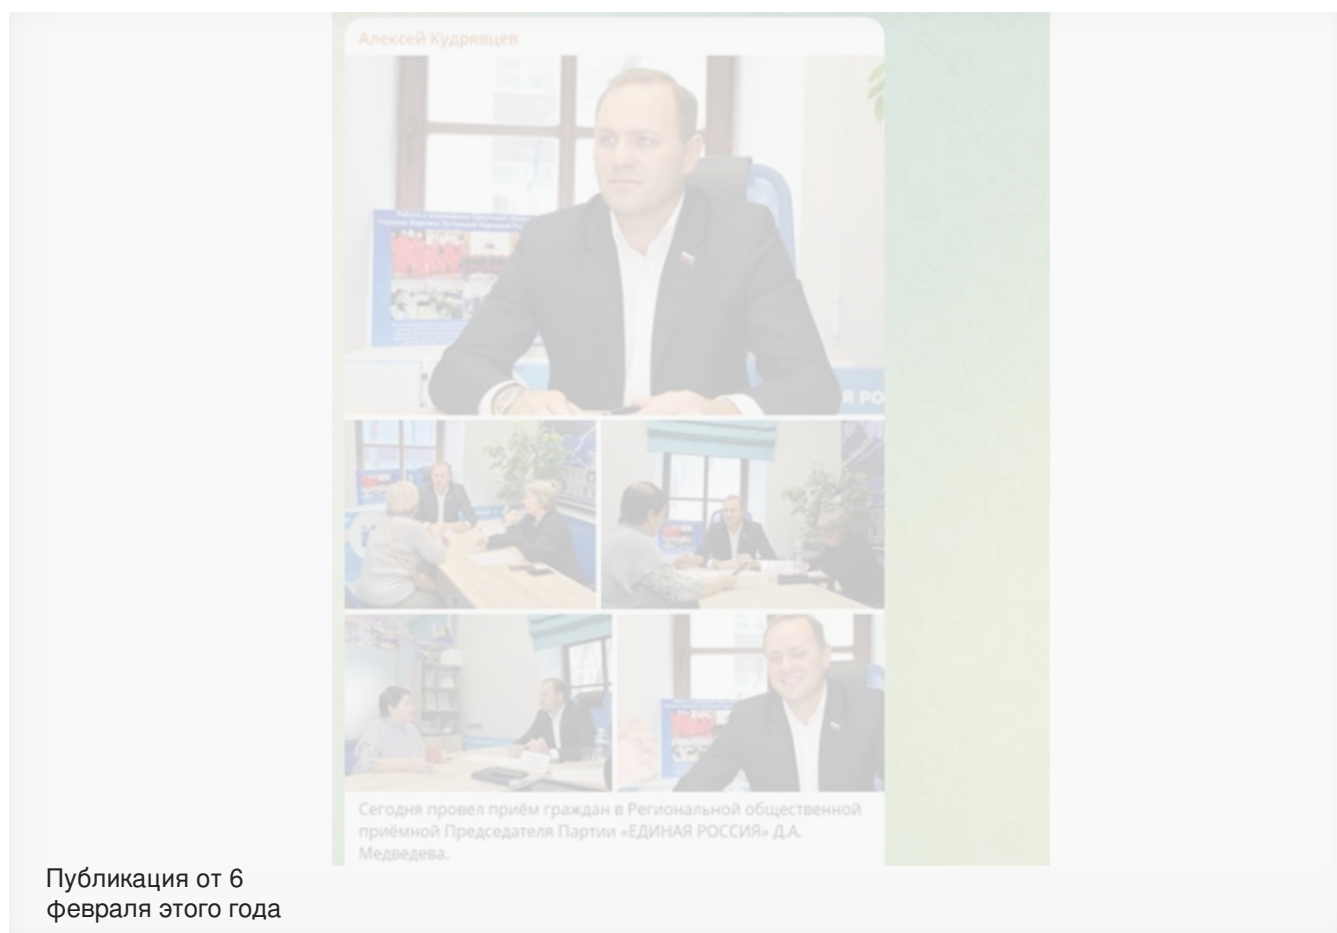 Алексей Кудрявцев
Я РО
Сегодня провел приём граждан в Региональной общественной
приёмной Председателя Партии «ЕДИНАЯ РОССИЯ» Д.А.
Медведева.
Публикация от 6
февраля этого года